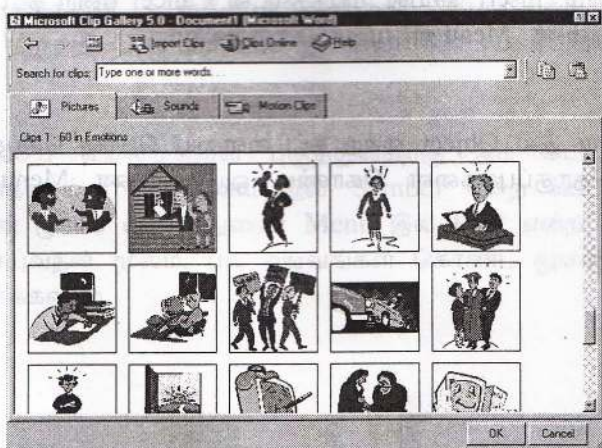 Microsoft Clip Gallery 5.0 - Document1 (Microsoft Word)
Import Clips Clips Online Help
Search for clips: Type one or more words. . .
Pictures Sounds Motion Clips
Clips 1 - 60 in Emotions
OK Cancel